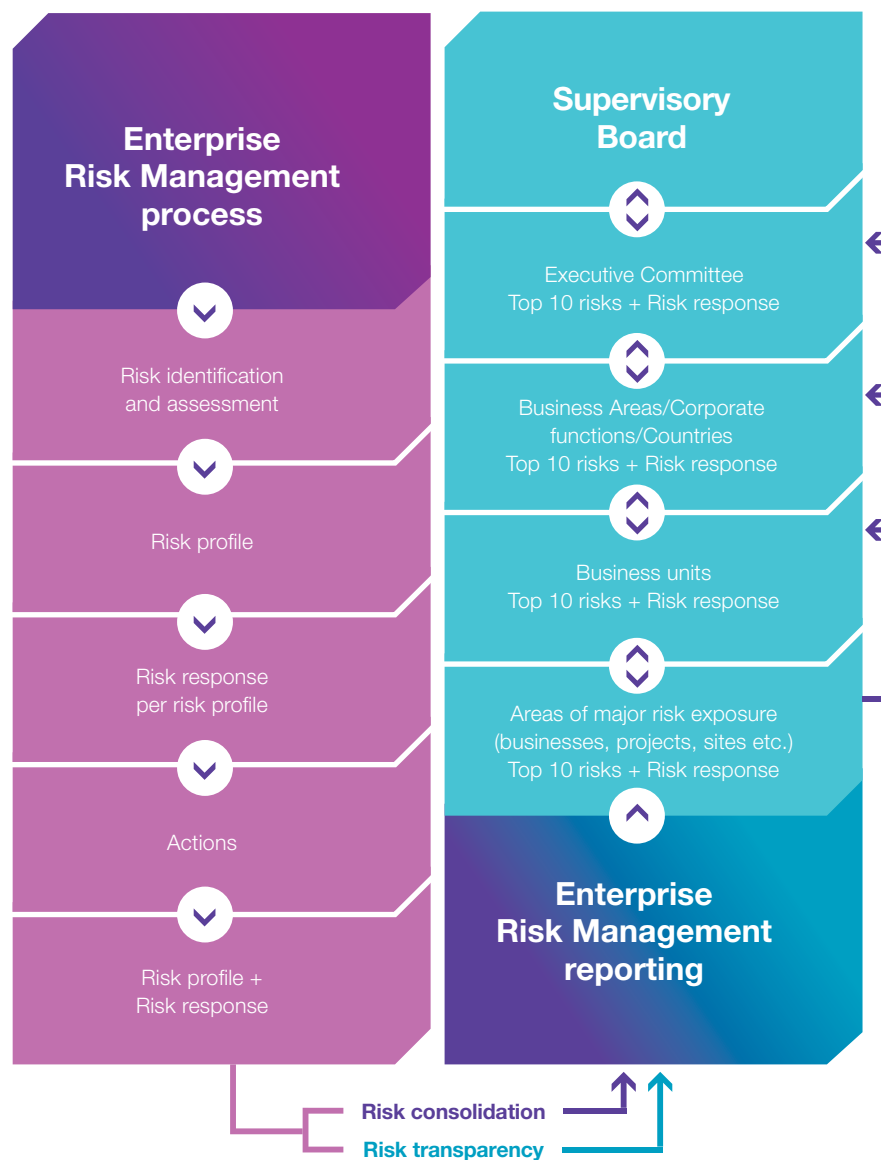 Enterprise
Risk Management
process
Risk identification
and assessment
Risk profile
Risk response
per risk profile
Actions
Risk profile +
Risk response
Supervisory
Board
Executive Committee
Top 10 risks + Risk response
Business Areas/Corporate
functions/Countries
Top 10 risks + Risk response
Business units
Top 10 risks + Risk response
Areas of major risk exposure
(businesses, projects, sites etc.)
Top 10 risks + Risk response
Enterprise
Risk Management
reporting
Risk consolidation
Risk transparency